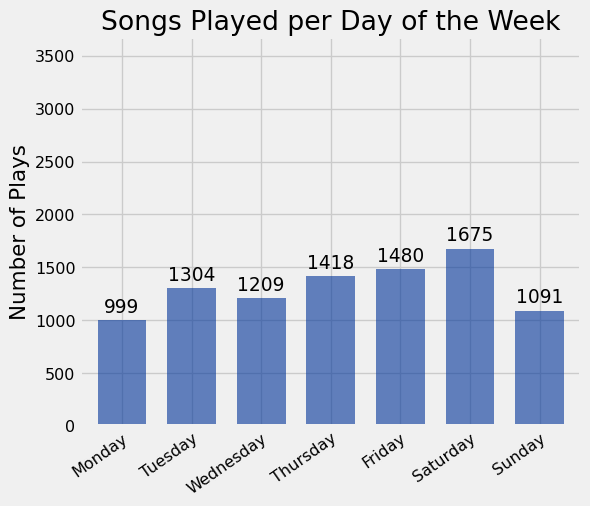 Songs Played per Day of the Week
Number of Plays
3500
3000
2500
2000
1500
1000
500
0
999
1304
1209
1418
1480
1675
1091
Monday
Tuesday
Wednesday
Thursday
Friday
Saturday
Sunday